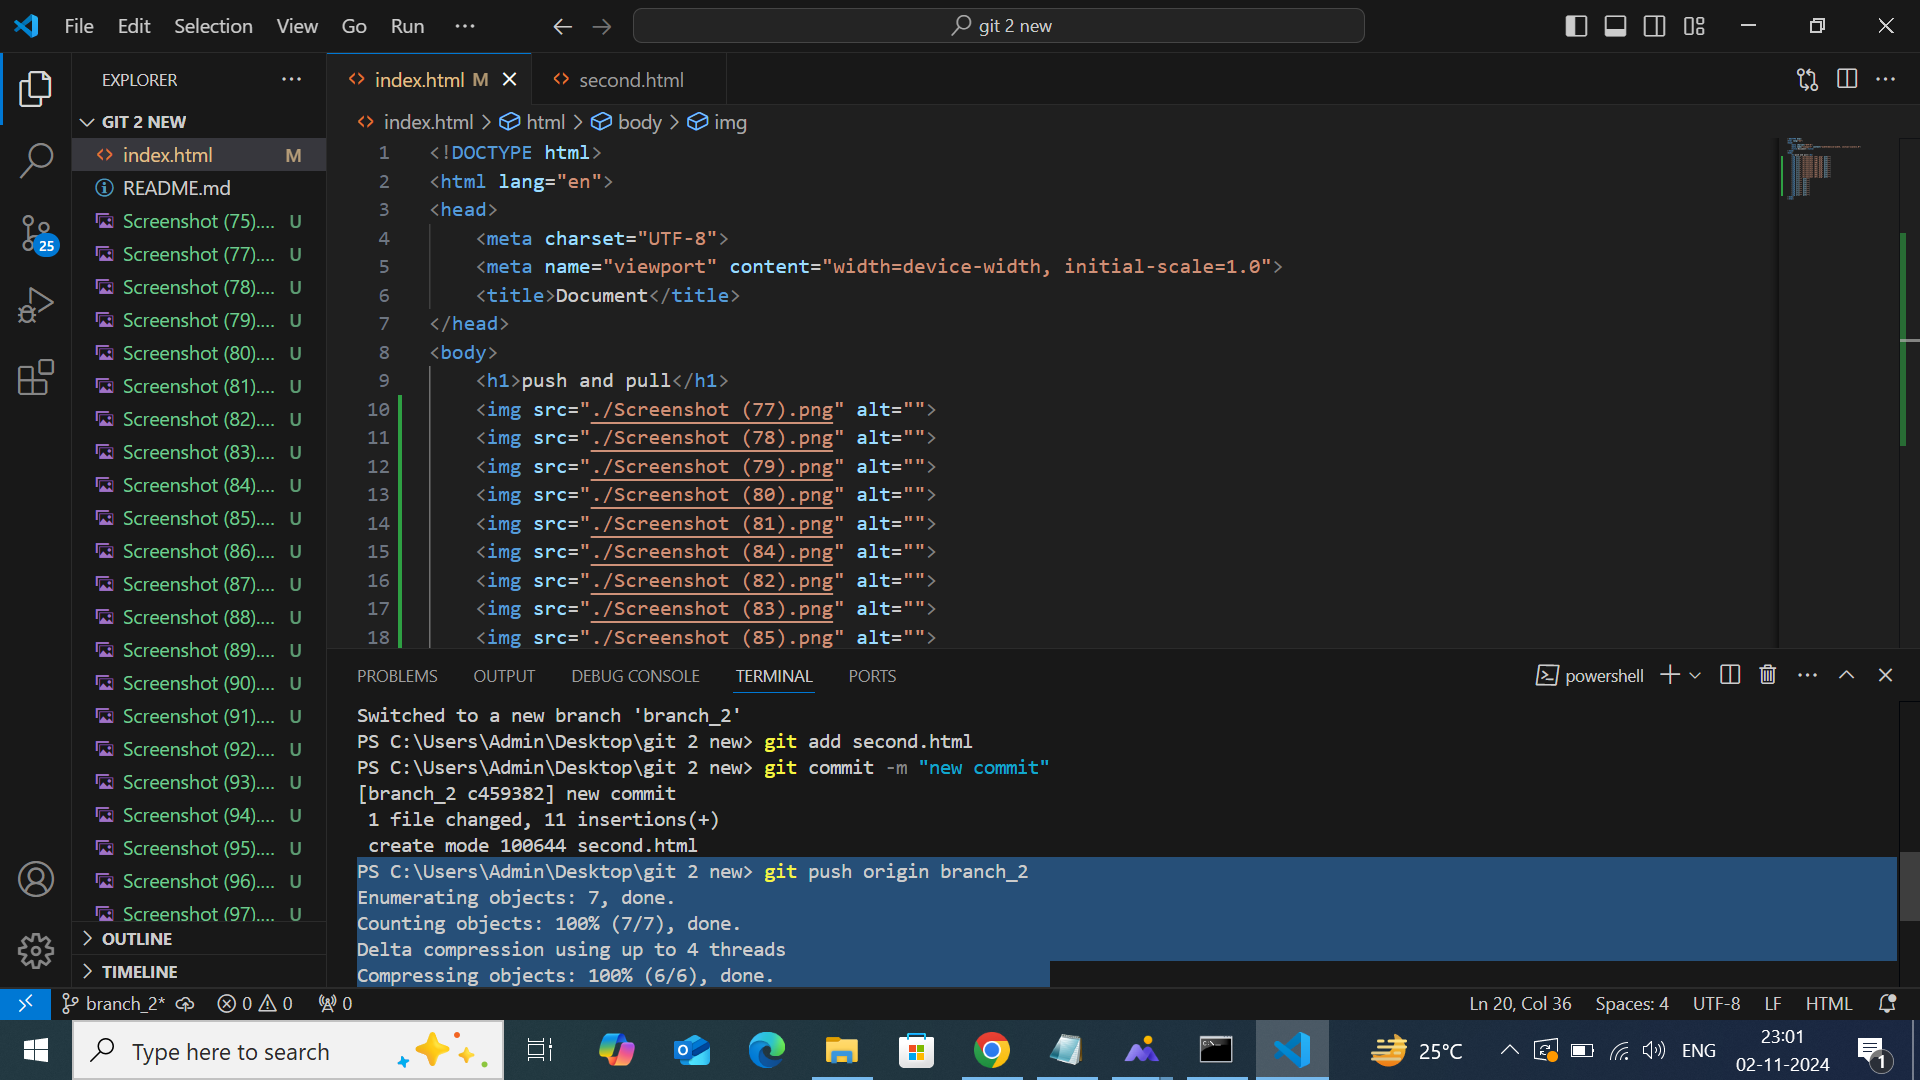 File Edit Selection View Go Run ··· git 2 new
EXPLORER ···
GIT 2 NEW
index.html M
README.md
Screenshot (75).... U
Screenshot (77).... U
Screenshot (78).... U
Screenshot (79).... U
Screenshot (80).... U
Screenshot (81).... U
Screenshot (82).... U
Screenshot (83).... U
Screenshot (84).... U
Screenshot (85).... U
Screenshot (86).... U
Screenshot (87).... U
Screenshot (88).... U
Screenshot (89).... U
Screenshot (90).... U
Screenshot (91).... U
Screenshot (92).... U
Screenshot (93).... U
Screenshot (94).... U
Screenshot (95).... U
Screenshot (96).... U
Screenshot (97).... U
OUTLINE
TIMELINE
25
index.html M second.html
index.html > html > body > img
1 <!DOCTYPE html>
2 <html lang="en">
3 <head>
4 <meta charset="UTF-8">
5 <meta name="viewport" content="width=device-width, initial-scale=1.0">
6 <title>Document</title>
7 </head>
8 <body>
9 <h1>push and pull</h1>
10 <img src="./Screenshot (77).png" alt="">
11 <img src="./Screenshot (78).png" alt="">
12 <img src="./Screenshot (79).png" alt="">
13 <img src="./Screenshot (80).png" alt="">
14 <img src="./Screenshot (81).png" alt="">
15 <img src="./Screenshot (84).png" alt="">
16 <img src="./Screenshot (82).png" alt="">
17 <img src="./Screenshot (83).png" alt="">
18 <img src="./Screenshot (85).png" alt="">
PROBLEMS OUTPUT DEBUG CONSOLE TERMINAL PORTS powershell
Switched to a new branch 'branch_2'
PS C:\Users\Admin\Desktop\git 2 new> git add second.html
PS C:\Users\Admin\Desktop\git 2 new> git commit -m "new commit"
[branch_2 c459382] new commit
1 file changed, 11 insertions(+)
create mode 100644 second.html
PS C:\Users\Admin\Desktop\git 2 new> git push origin branch_2
Enumerating objects: 7, done.
Counting objects: 100% (7/7), done.
Delta compression using up to 4 threads
Compressing objects: 100% (6/6), done.
branch_2* 0 0 0 Ln 20, Col 36 Spaces: 4 UTF-8 LF HTML
Type here to search 25°C ENG 23:01
02-11-2024 1